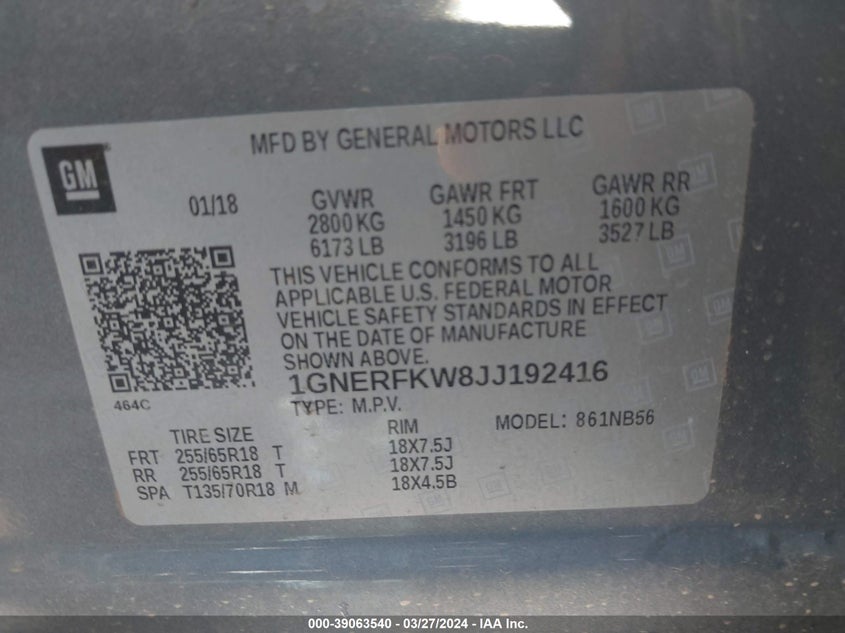 MFD BY GENERAL MOTORS LLC
GM
01/18 GVWR GAWR FRT GAWR RR
2800 KG 1450 KG 1600 KG
6173 LB 3196 LB 3527 LB
THIS VEHICLE CONFORMS TO ALL
APPLICABLE U.S. FEDERAL MOTOR
VEHICLE SAFETY STANDARDS IN EFFECT
ON THE DATE OF MANUFACTURE
SHOWN ABOVE.
1GNERFKW8JJ192416
464C
TYPE: M.P.V.
MODEL: 861NB56
TIRE SIZE RIM
FRT 255/65R18 T 18X7.5J
RR 255/65R18 T 18X7.5J
SPA T135/70R18 M 18X4.5B
000-39063540 - 03/27/2024 - IAA Inc.